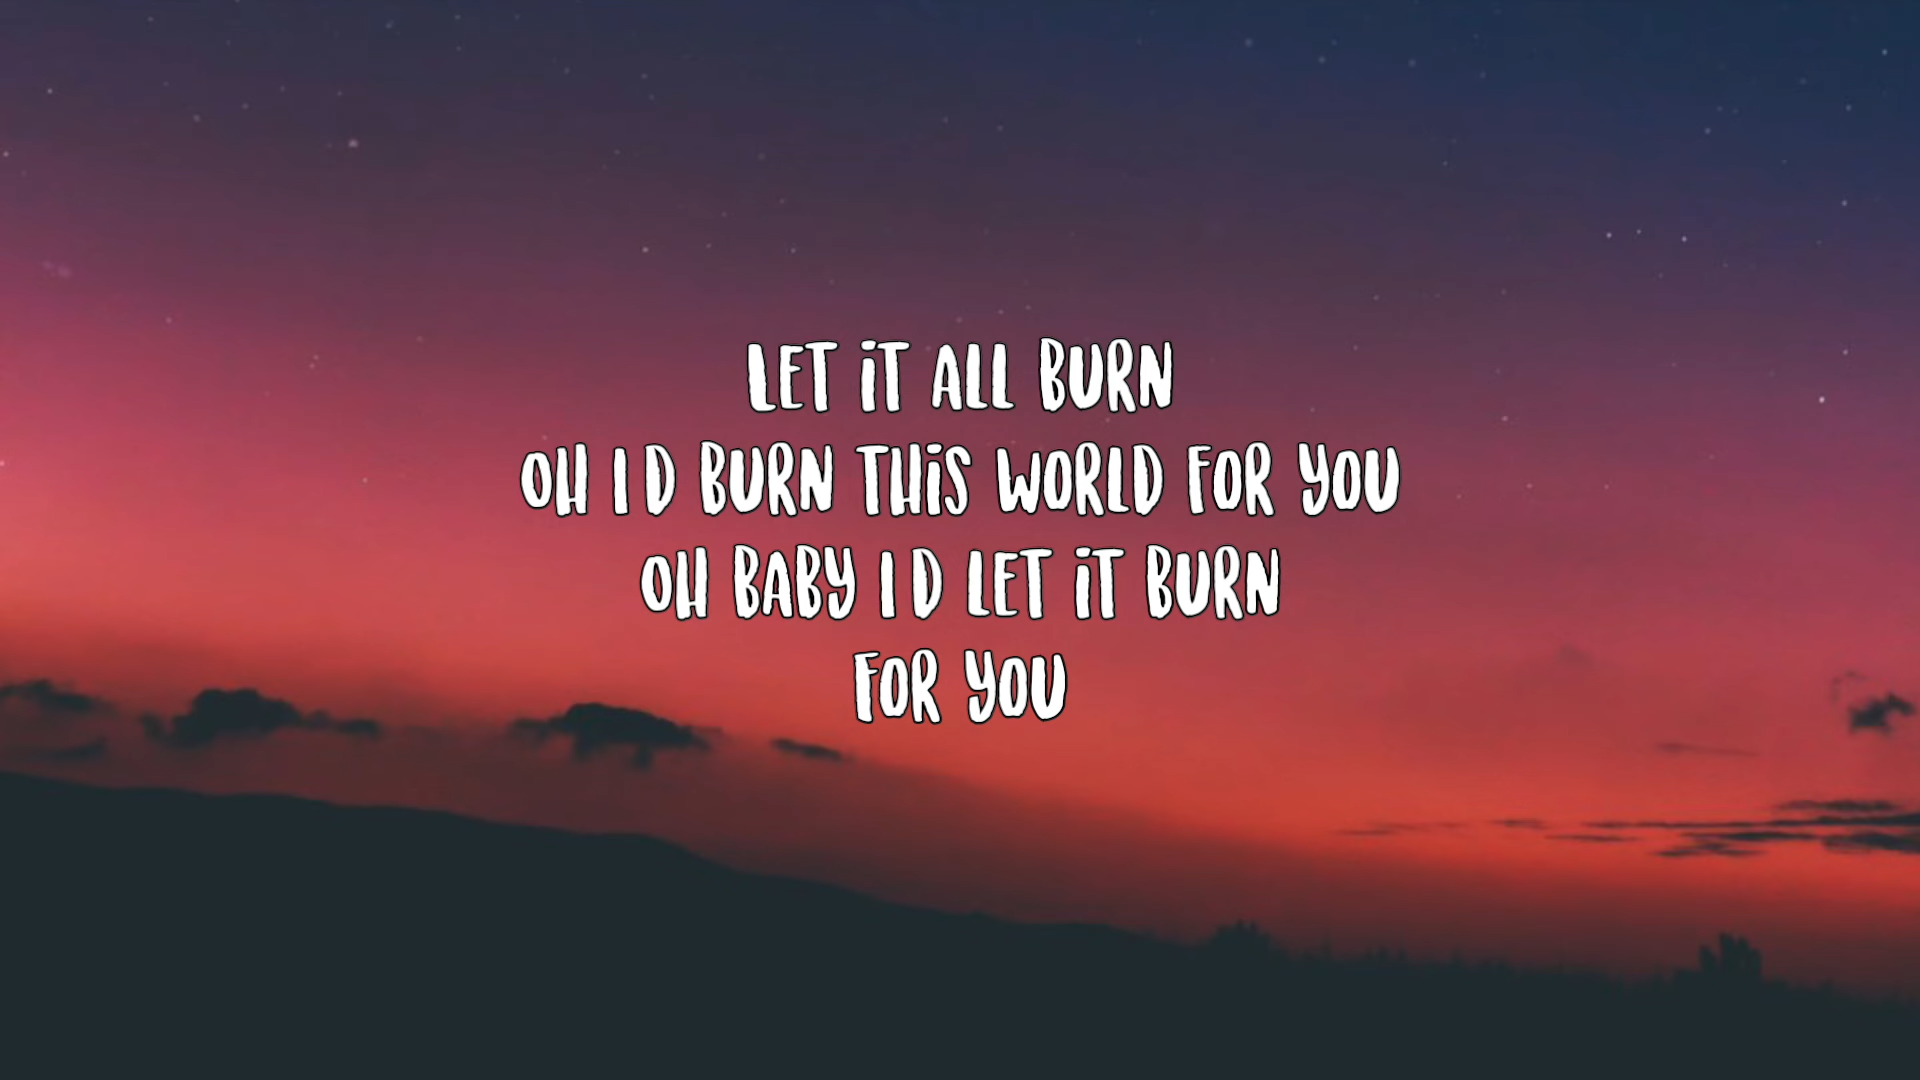 LET iT ALL BURN
OH I D BURN THiS WORLD FOR YOU
OH BABY I D LET iT BURN
FOR YOU